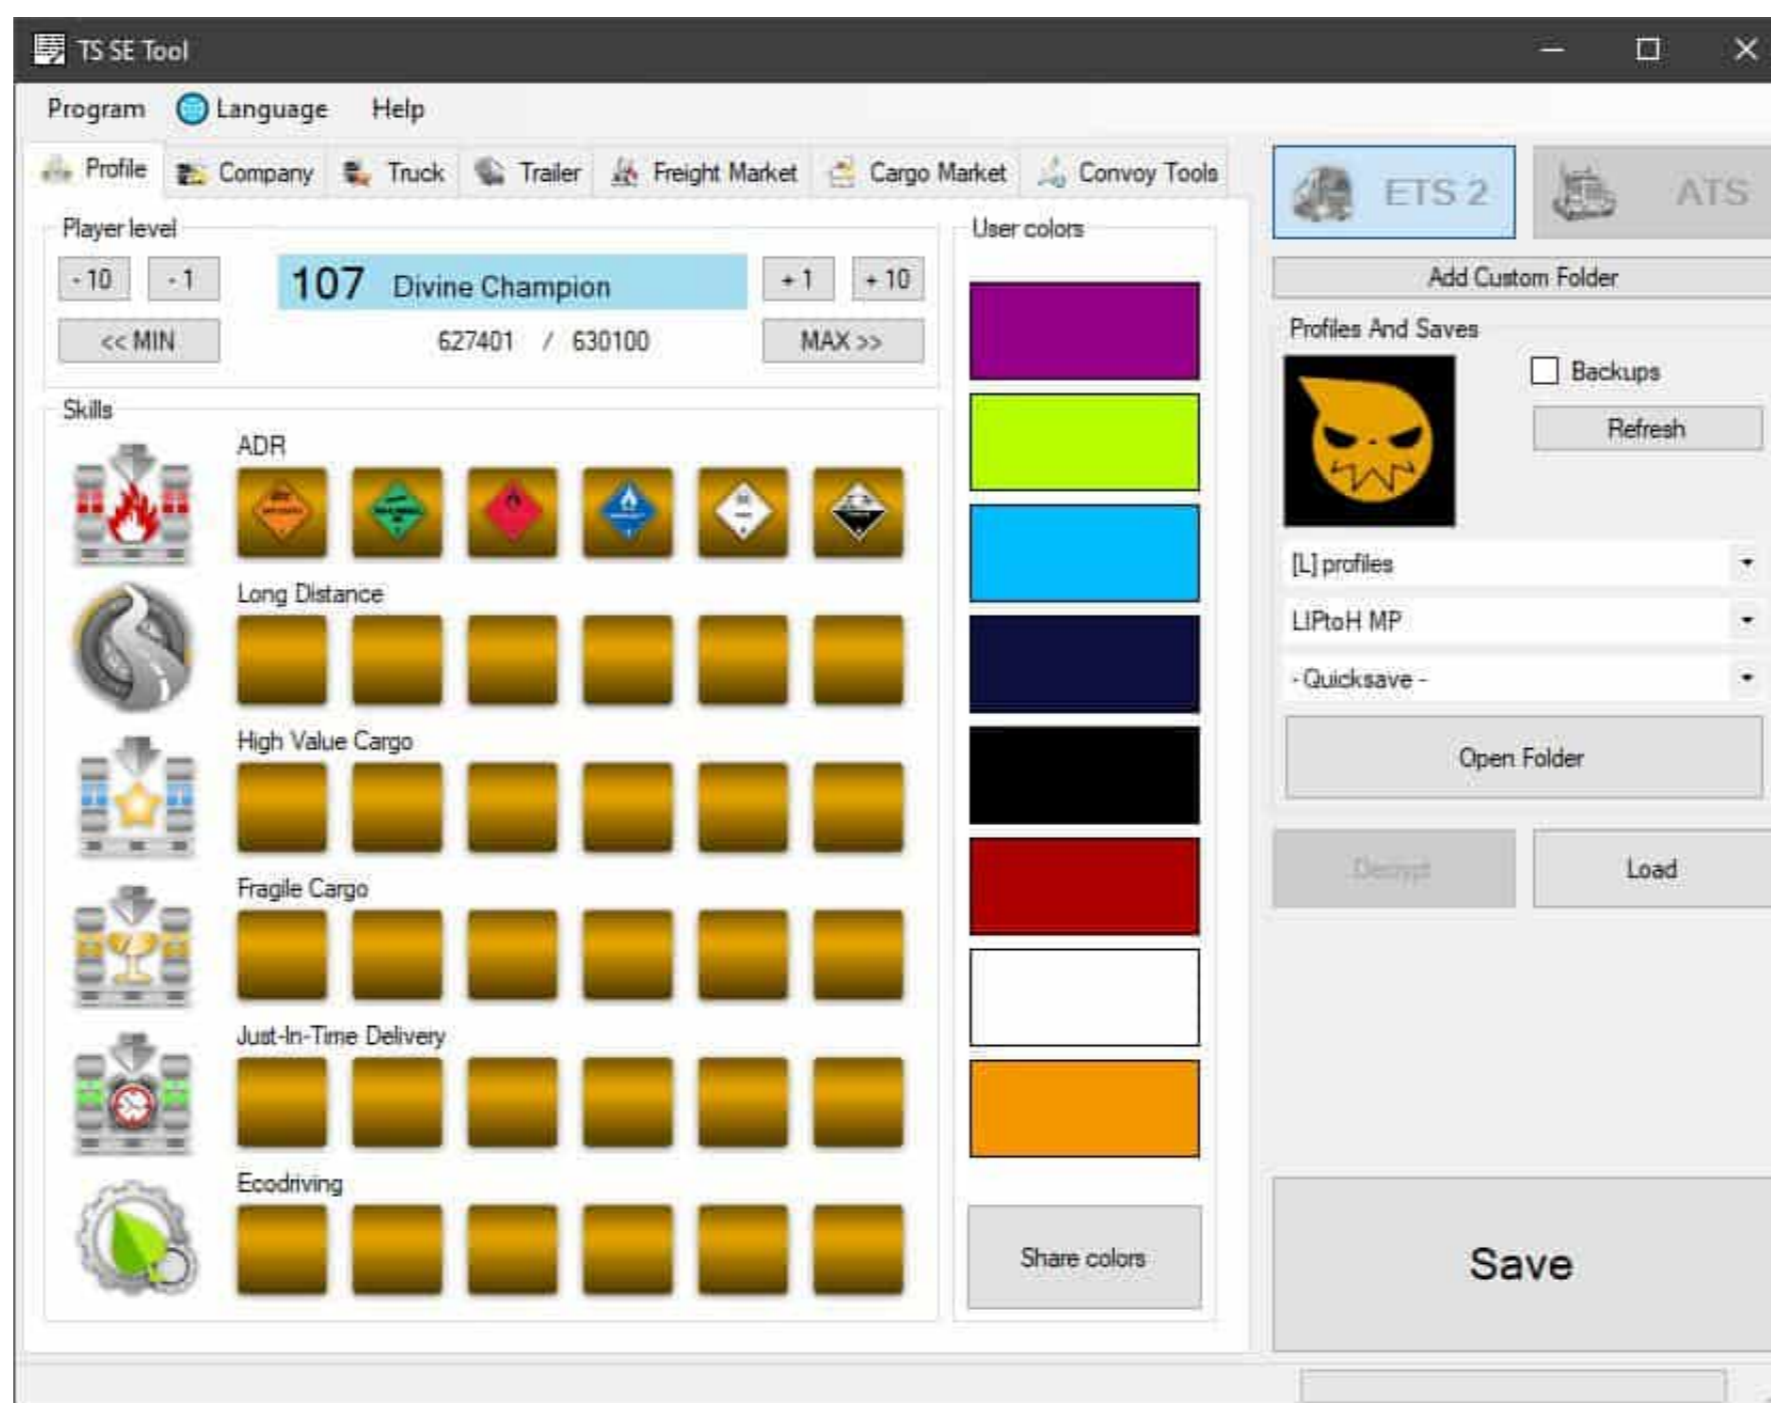 TS SE Tool
Program Language Help
Profile Company Truck Trailer Freight Market Cargo Market Convoy Tools
ETS 2 ATS
Player level
- 10 - 1 107 Divine Champion + 1 + 10
<< MIN 627401 / 630100 MAX >>
User colors
Add Custom Folder
Profiles And Saves
Backups
Refresh
[L] profiles
LIPtoH MP
- Quicksave -
Open Folder
Decrypt Load
Skills
ADR
Long Distance
High Value Cargo
Fragile Cargo
Just-In-Time Delivery
Ecodriving
Share colors
Save